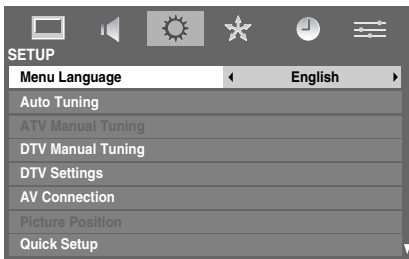 SETUP
Menu Language English
Auto Tuning
ATV Manual Tuning
DTV Manual Tuning
DTV Settings
AV Connection
Picture Position
Quick Setup